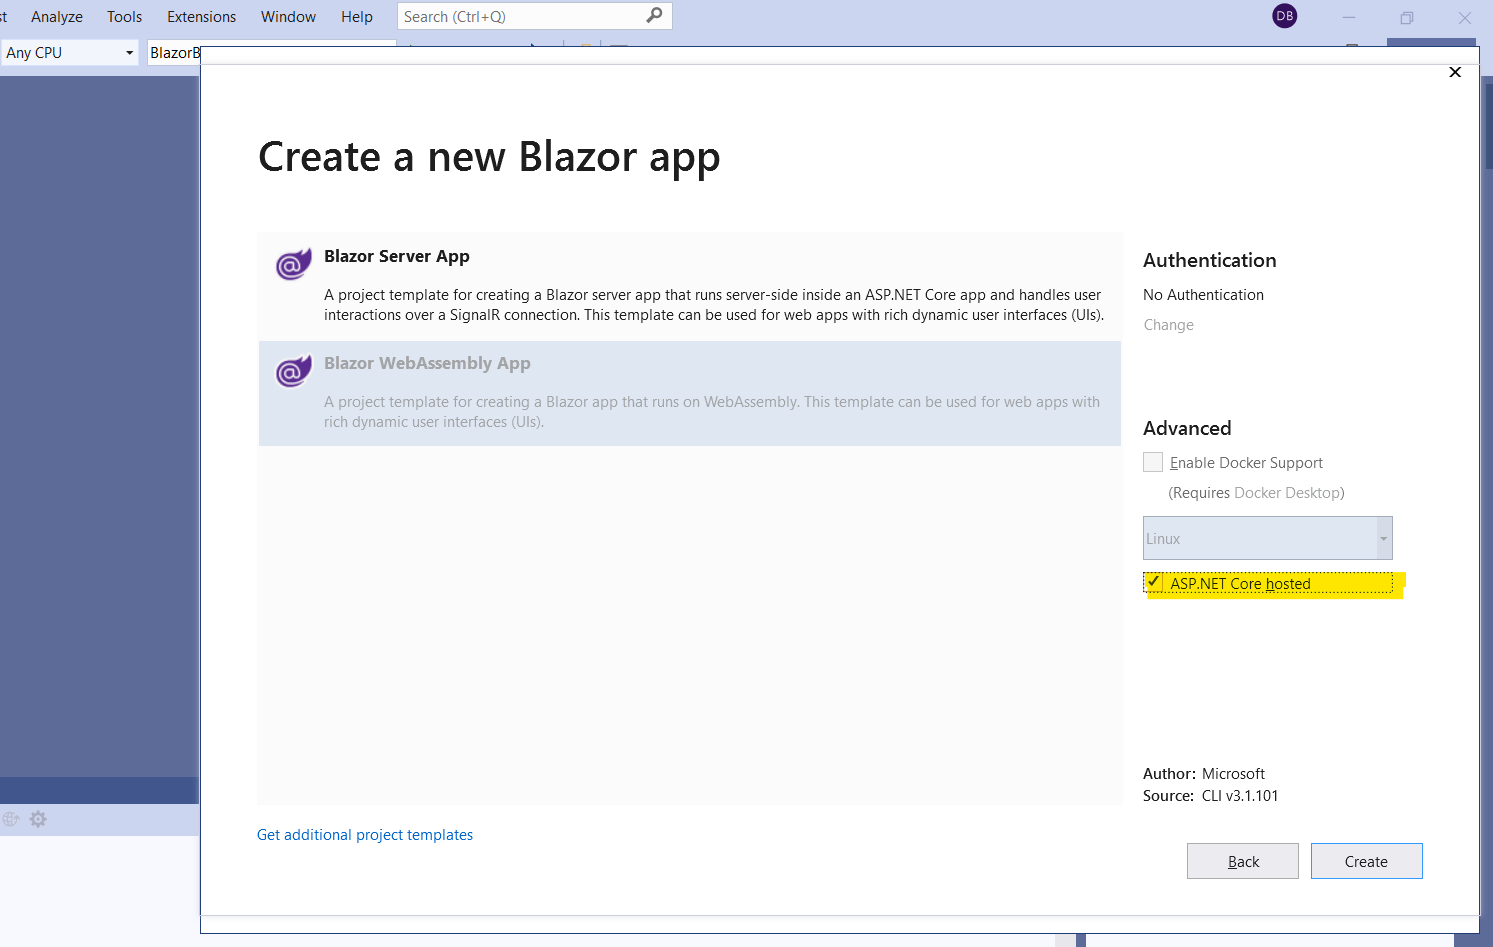 st Analyze Tools Extensions Window Help Search (Ctrl+Q) DB
Any CPU BlazorB
Create a new Blazor app
Blazor Server App
A project template for creating a Blazor server app that runs server-side inside an ASP.NET Core app and handles user
interactions over a SignalR connection. This template can be used for web apps with rich dynamic user interfaces (UIs).
Blazor WebAssembly App
A project template for creating a Blazor app that runs on WebAssembly. This template can be used for web apps with
rich dynamic user interfaces (UIs).
Authentication
No Authentication
Change
Advanced
Enable Docker Support
(Requires Docker Desktop)
Linux
ASP.NET Core hosted
Author: Microsoft
Source: CLI v3.1.101
Get additional project templates
Back Create